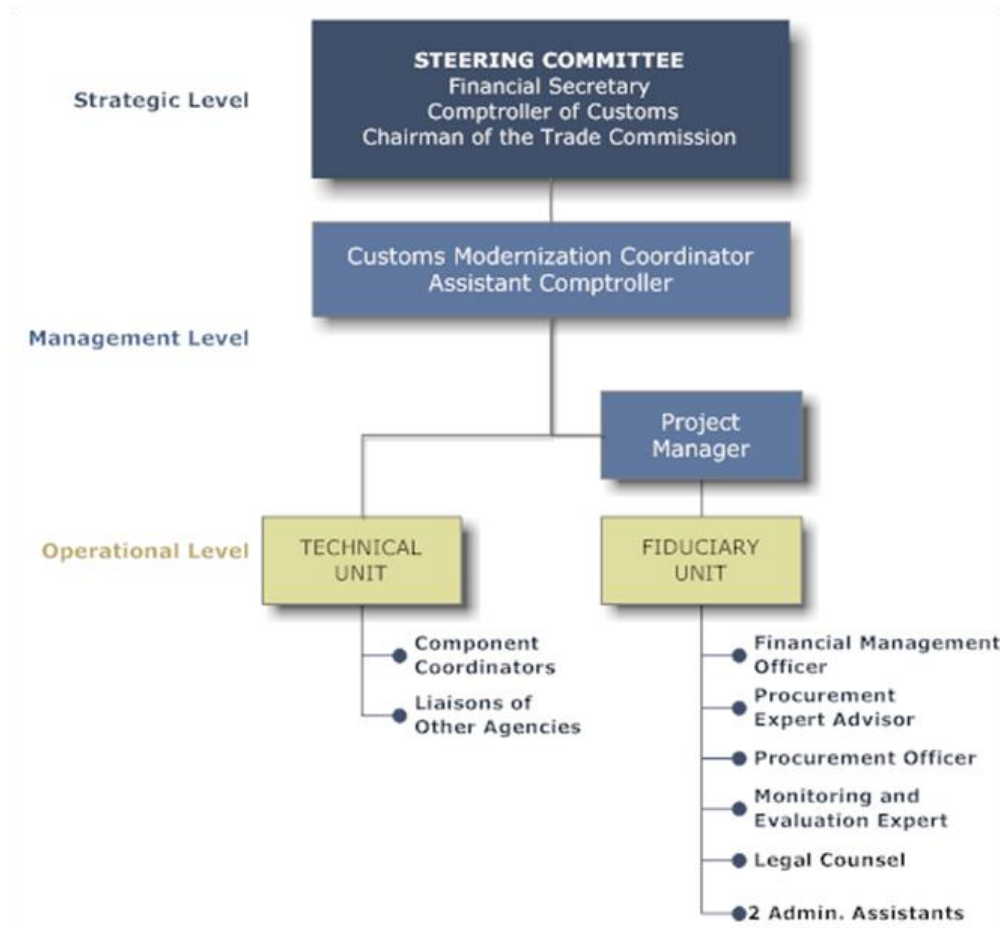 Strategic Level
STEERING COMMITTEE
Financial Secretary
Comptroller of Customs
Chairman of the Trade Commission
Customs Modernization Coordinator
Assistant Comptroller
Management Level
Project
Manager
Operational Level
TECHNICAL
UNIT
Component
Coordinators
Liaisons of
Other Agencies
FIDUCIARY
UNIT
Financial Management
Officer
Procurement
Expert Advisor
Procurement Officer
Monitoring and
Evaluation Expert
Legal Counsel
2 Admin. Assistants